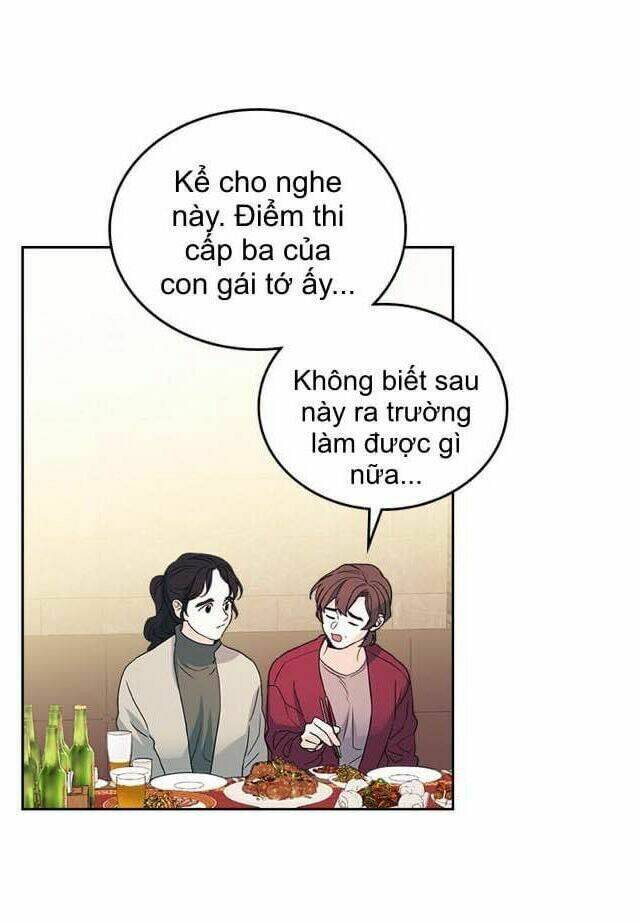 Kể cho nghe
này. Điểm thi
cấp ba của
con gái tớ ấy...
Không biết sau
này ra trường
làm được gì
nữa...